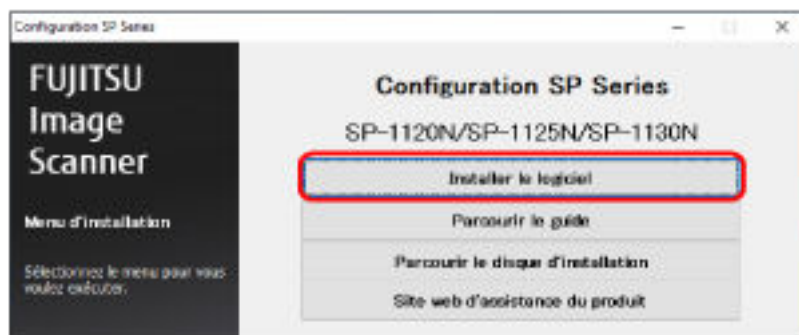 Configuration SP Series
FUJITSU
Image
Scanner
Menu d'installation
Sélectionnez le menu pour vous
voulez exécuter.
Configuration SP Series
SP-1120N/SP-1125N/SP-1130N
Installer le logiciel
Parcourir le guide
Parcourir le disque d'installation
Site web d'assistance du produit